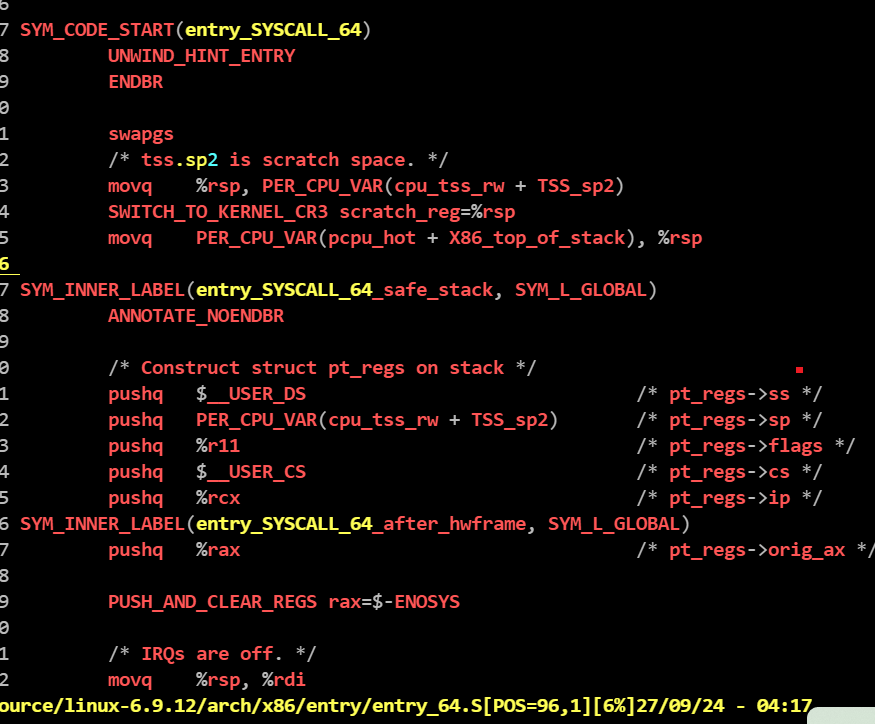 6
7 SYM_CODE_START(entry_SYSCALL_64)
8 UNWIND_HINT_ENTRY
9 ENDBR
0
1 swapgs
2 /* tss.sp2 is scratch space. */
3 movq %rsp, PER_CPU_VAR(cpu_tss_rw + TSS_sp2)
4 SWITCH_TO_KERNEL_CR3 scratch_reg=%rsp
5 movq PER_CPU_VAR(pcpu_hot + X86_top_of_stack), %rsp
6
7 SYM_INNER_LABEL(entry_SYSCALL_64_safe_stack, SYM_L_GLOBAL)
8 ANNOTATE_NOENDBR
9
0 /* Construct struct pt_regs on stack */
1 pushq $__USER_DS /* pt_regs->ss */
2 pushq PER_CPU_VAR(cpu_tss_rw + TSS_sp2) /* pt_regs->sp */
3 pushq %r11 /* pt_regs->flags */
4 pushq $__USER_CS /* pt_regs->cs */
5 pushq %rcx /* pt_regs->ip */
6 SYM_INNER_LABEL(entry_SYSCALL_64_after_hwframe, SYM_L_GLOBAL)
7 pushq %rax /* pt_regs->orig_ax */
8
9 PUSH_AND_CLEAR_REGS rax=$-ENOSYS
0
1 /* IRQs are off. */
2 movq %rsp, %rdi
ource/linux-6.9.12/arch/x86/entry/entry_64.S[POS=96,1][6%]27/09/24 - 04:17